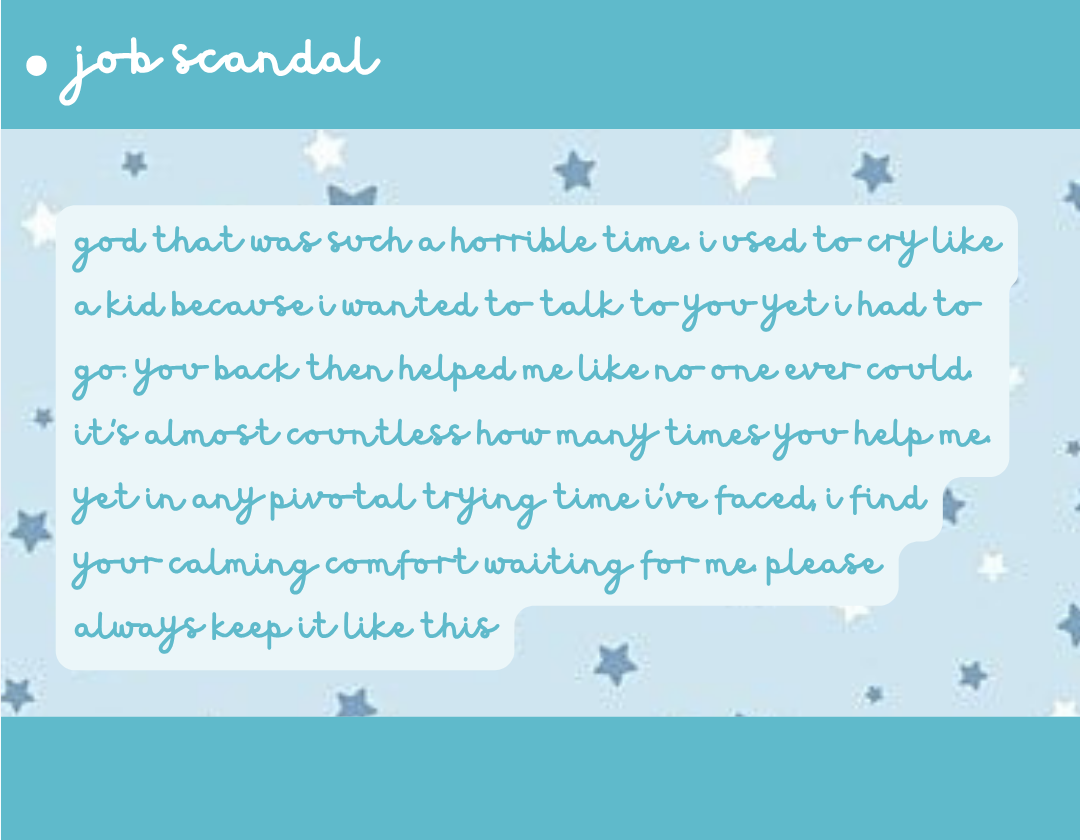 • job scandal
god that was such a horrible time. i used to cry like
a kid because i wanted to talk to you yet i had to
go. you back then helped me like no one ever could.
it's almost countless how many times you help me.
yet in any pivotal trying time i've faced, i find
your calming comfort waiting for me. please
always keep it like this